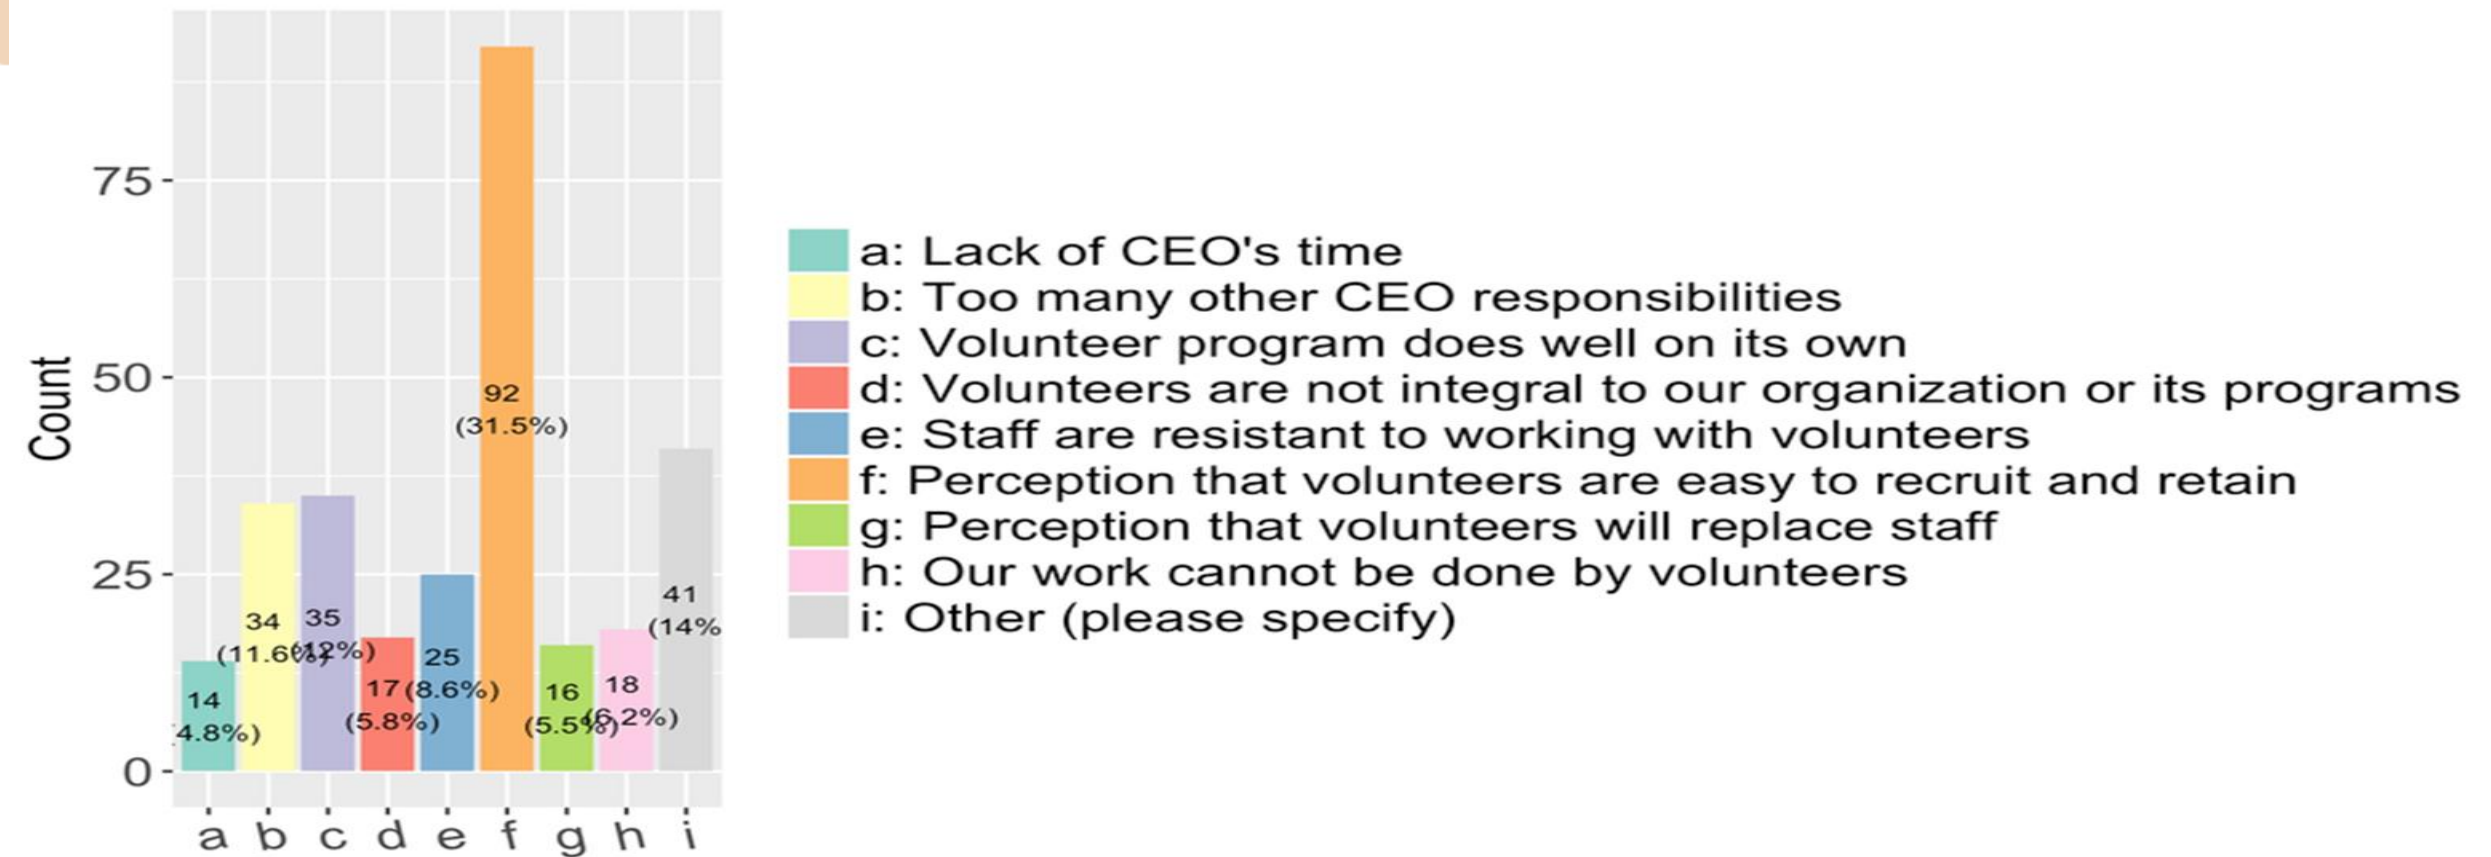 Count
75
50
25
0
14
(4.8%)
34
(11.6%)
35
(12%)
17
(5.8%)
25
(8.6%)
92
(31.5%)
16
(5.5%)
18
(6.2%)
41
(14%
a b c d e f g h i
a: Lack of CEO's time
b: Too many other CEO responsibilities
c: Volunteer program does well on its own
d: Volunteers are not integral to our organization or its programs
e: Staff are resistant to working with volunteers
f: Perception that volunteers are easy to recruit and retain
g: Perception that volunteers will replace staff
h: Our work cannot be done by volunteers
i: Other (please specify)